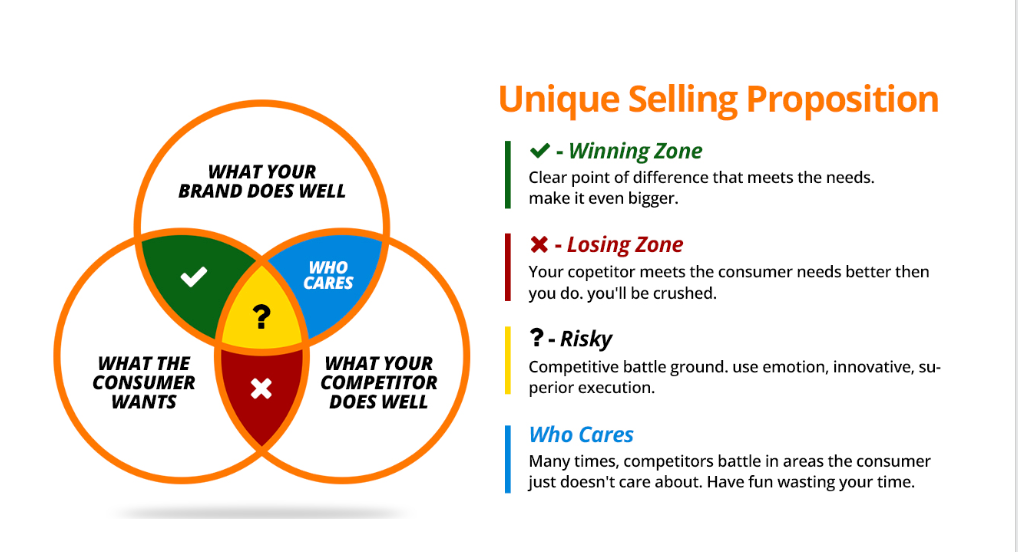 Unique Selling Proposition
WHAT YOUR
BRAND DOES WELL
WHO
CARES
?
WHAT THE
CONSUMER
WANTS
WHAT YOUR
COMPETITOR
DOES WELL
✔ - Winning Zone
Clear point of difference that meets the needs.
make it even bigger.
✖ - Losing Zone
Your copetitor meets the consumer needs better then
you do. you'll be crushed.
? - Risky
Competitive battle ground. use emotion, innovative, su-
perior execution.
Who Cares
Many times, competitors battle in areas the consumer
just doesn't care about. Have fun wasting your time.